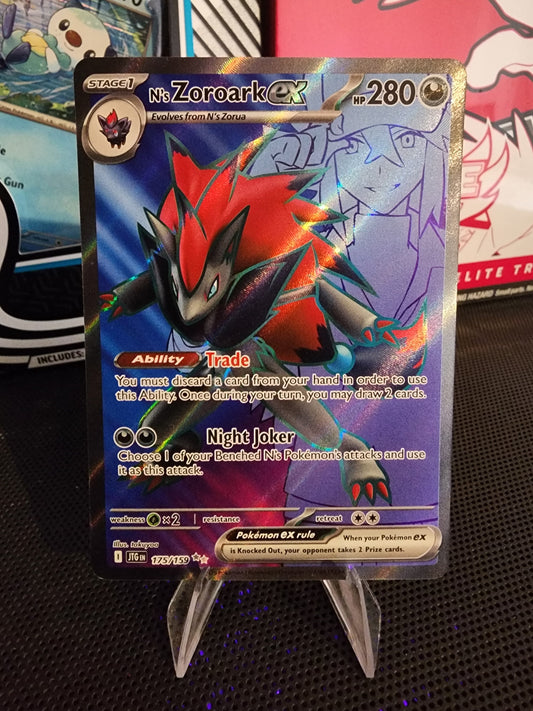 STAGE 1
N's Zoroark ex
HP 280
Evolves from N's Zorua
Gun
ELITE TR
INCLUDES:
Ability Trade
You must discard a card from your hand in order to use
this Ability. Once during your turn, you may draw 2 cards.
Night Joker
Choose 1 of your Benched N's Pokémon's attacks and use
it as this attack.
weakness ×2 resistance retreat
Pokémon ex rule
When your Pokémon ex
is Knocked Out, your opponent takes 2 Prize cards.
Illus. tokuyoo
I JTG EN 175/159